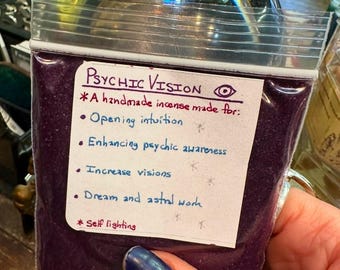 PSYCHIC VISION
* A handmade incense made for:
• Opening intuition
• Enhancing psychic awareness
• Increase visions
• Dream and astral work
* Self lighting